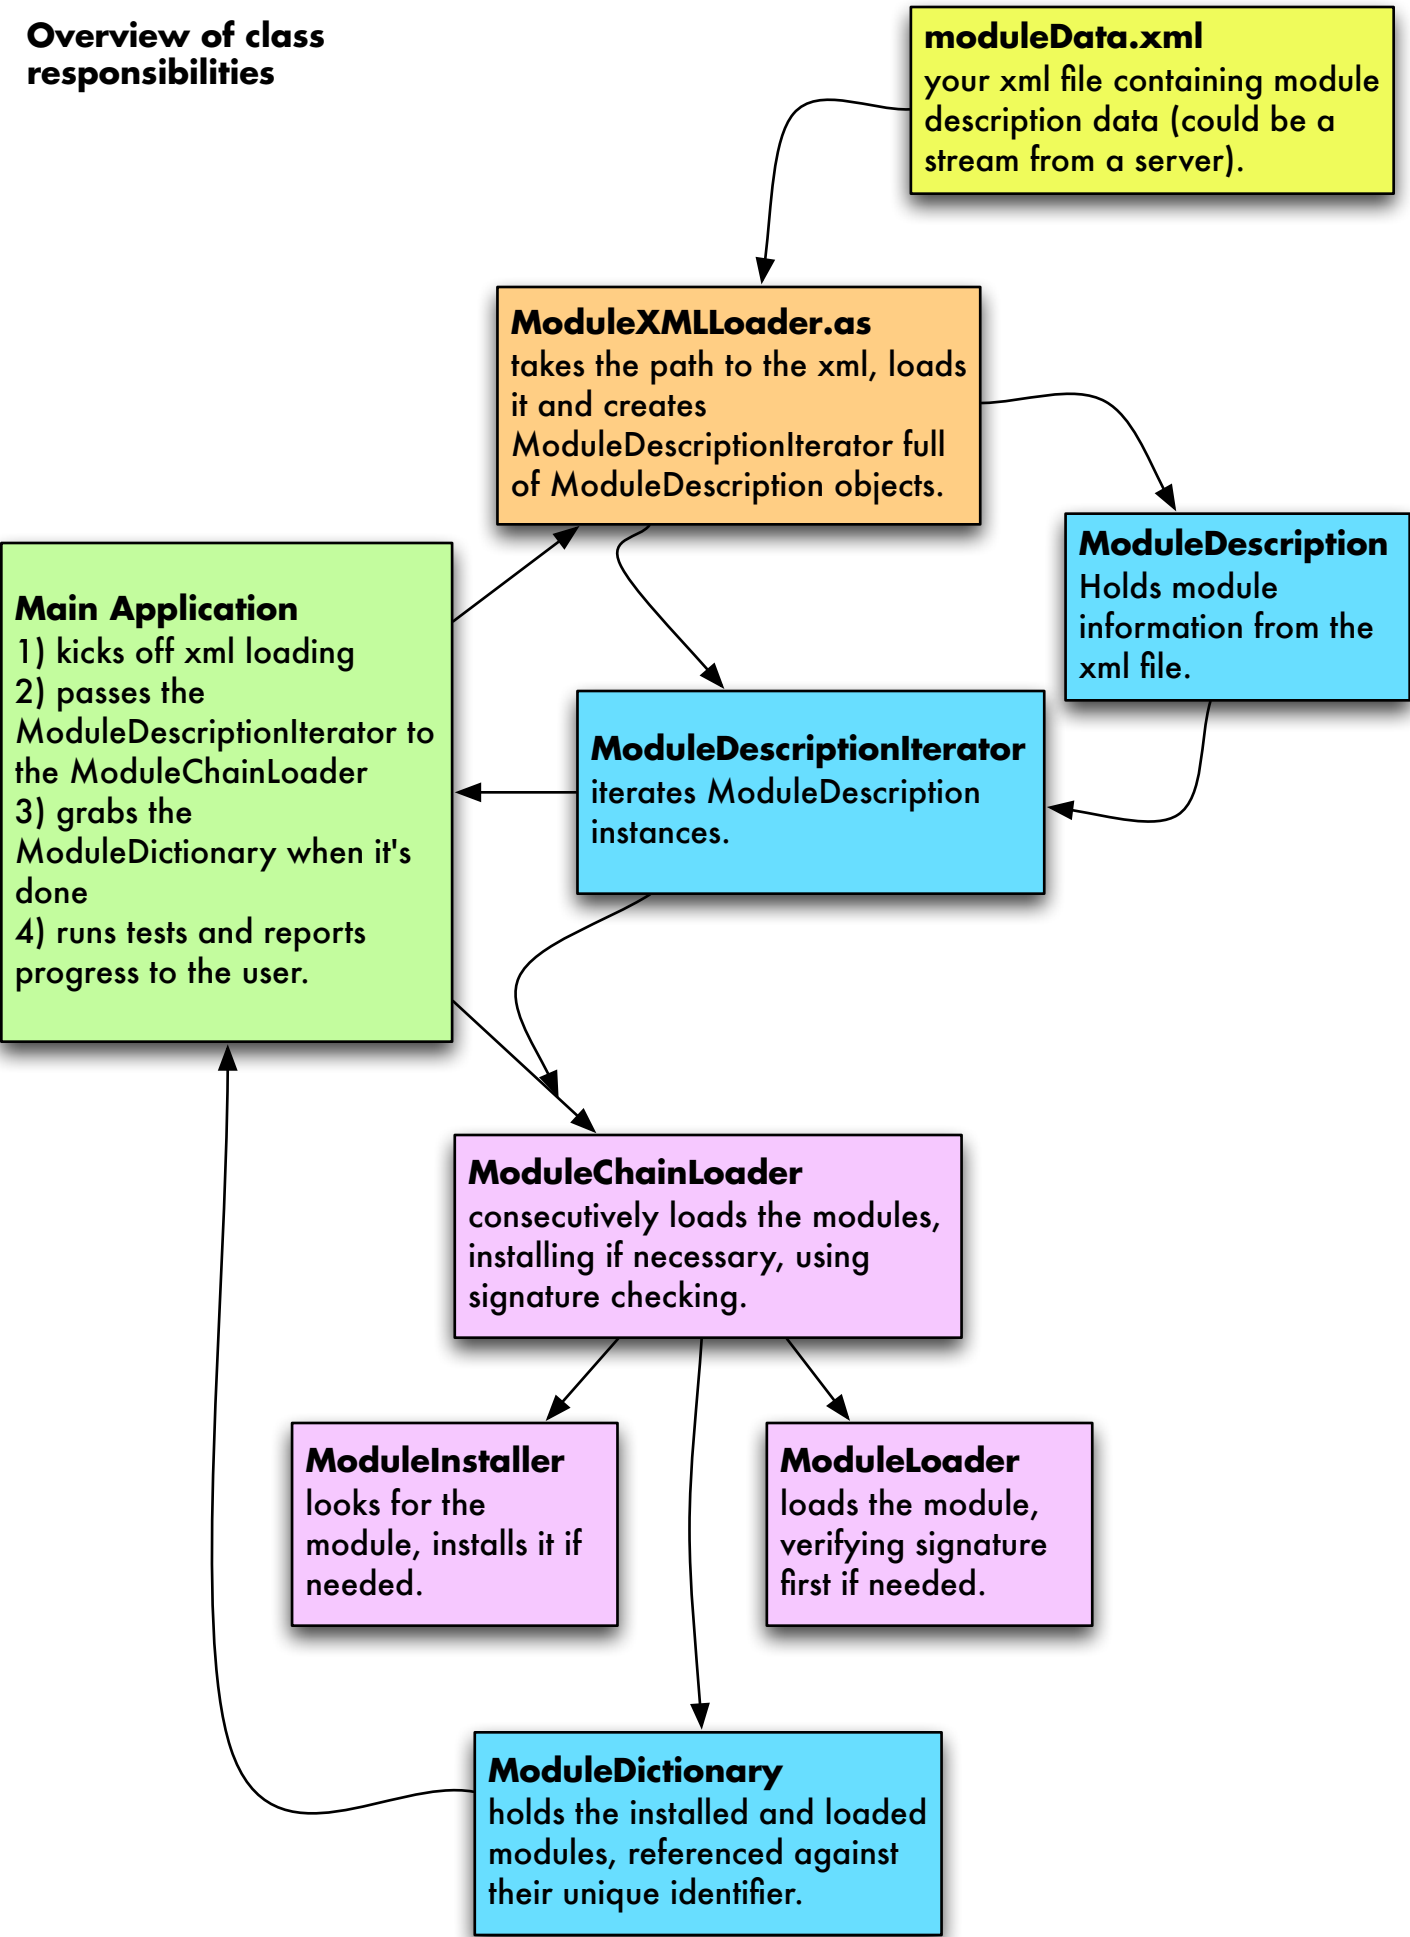 Overview of class
responsibilities
moduleData.xml
your xml file containing module
description data (could be a
stream from a server).
ModuleXMLLoader.as
takes the path to the xml, loads
it and creates
ModuleDescriptionIterator full
of ModuleDescription objects.
ModuleDescription
Holds module
information from the
xml file.
Main Application
1) kicks off xml loading
2) passes the
ModuleDescriptionIterator to
the ModuleChainLoader
3) grabs the
ModuleDictionary when it's
done
4) runs tests and reports
progress to the user.
ModuleDescriptionIterator
iterates ModuleDescription
instances.
ModuleChainLoader
consecutively loads the modules,
installing if necessary, using
signature checking.
ModuleInstaller
looks for the
module, installs it if
needed.
ModuleLoader
loads the module,
verifying signature
first if needed.
ModuleDictionary
holds the installed and loaded
modules, referenced against
their unique identifier.